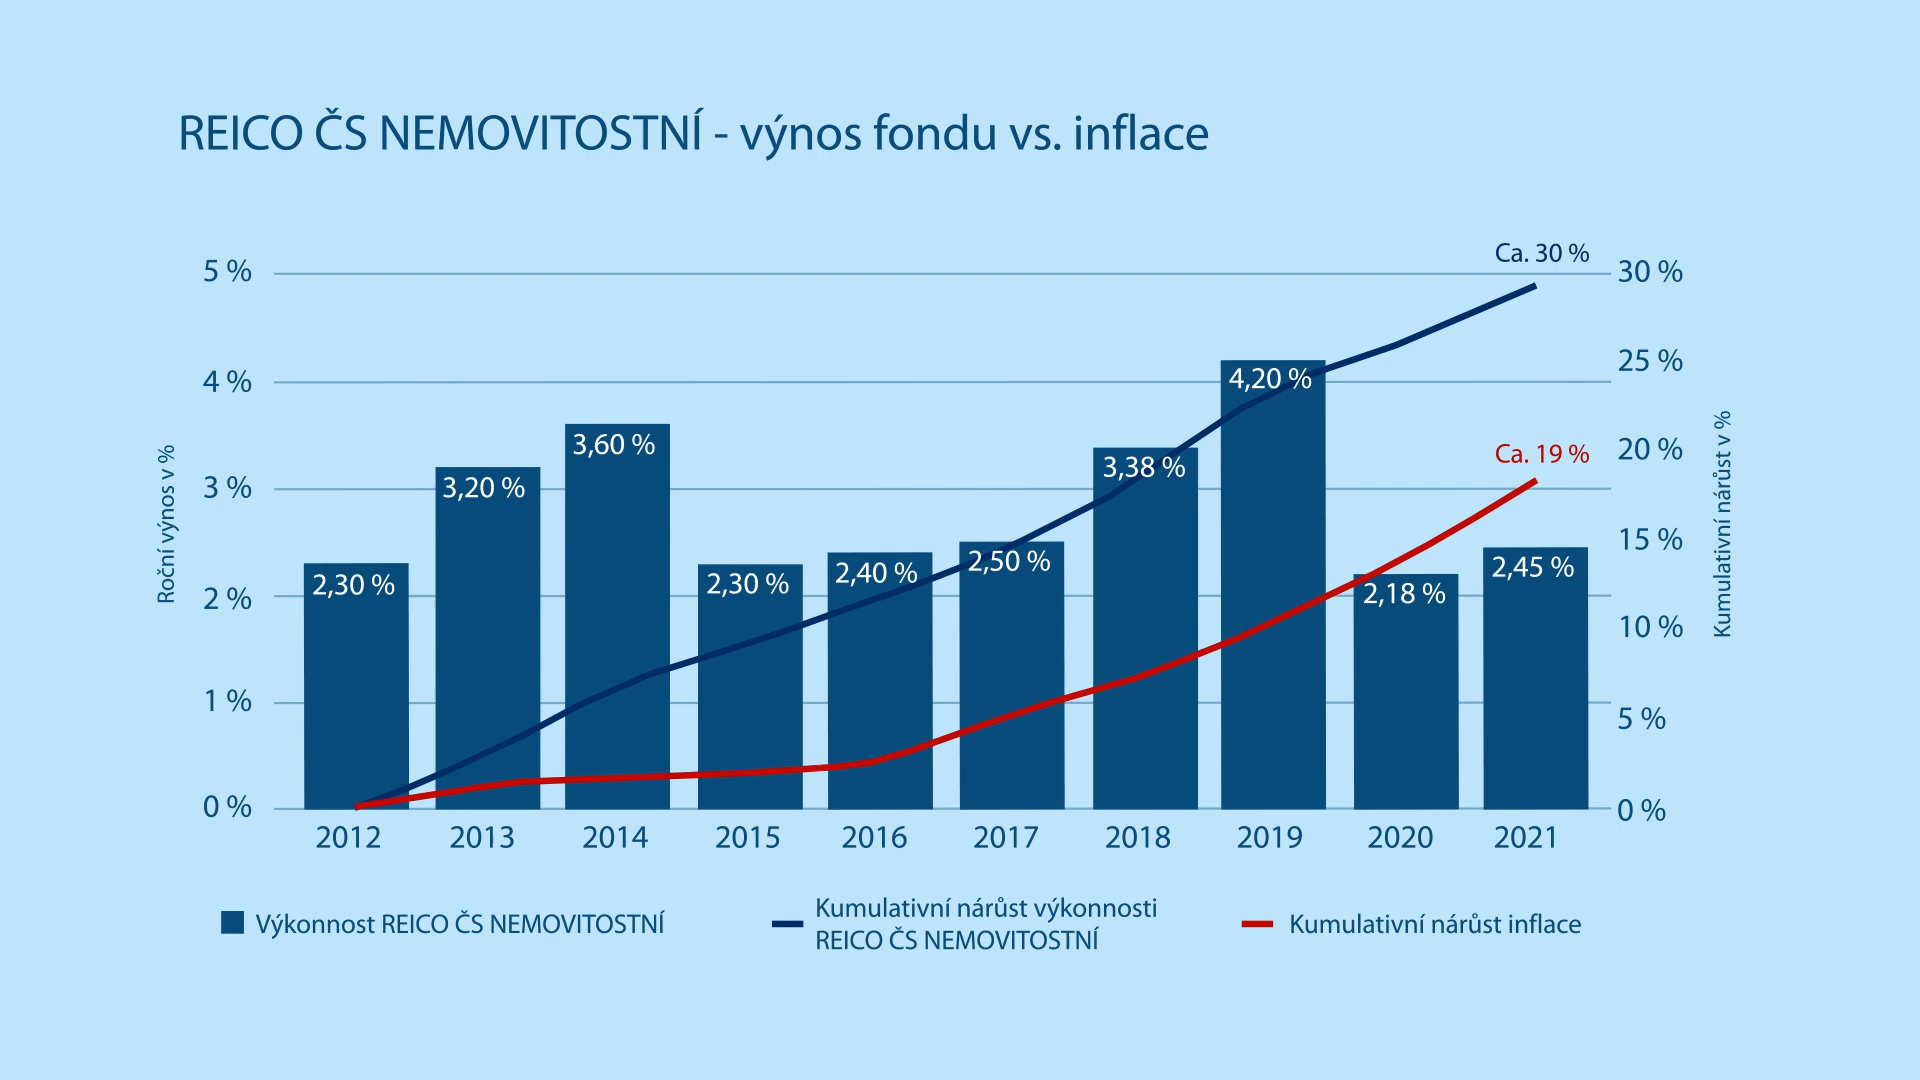 REICO ČS NEMOVITOSTNÍ - výnos fondu vs. inflace
Ca. 30 %
5 %
30 %
25 %
4 %
4,20 %
3,60 %
20 %
Ca. 19 %
3,38 %
3 %
3,20 %
Roční výnos v %
Kumulativní nárůst v %
15 %
2,50 %
2,45 %
2,40 %
2,30 %
2,30 %
2,18 %
2 %
10 %
1 %
5 %
0 %
0 %
2012 2013 2014 2015 2016 2017 2018 2019 2020 2021
Výkonnost REICO ČS NEMOVITOSTNÍ
Kumulativní nárůst výkonnosti
REICO ČS NEMOVITOSTNÍ
Kumulativní nárůst inflace